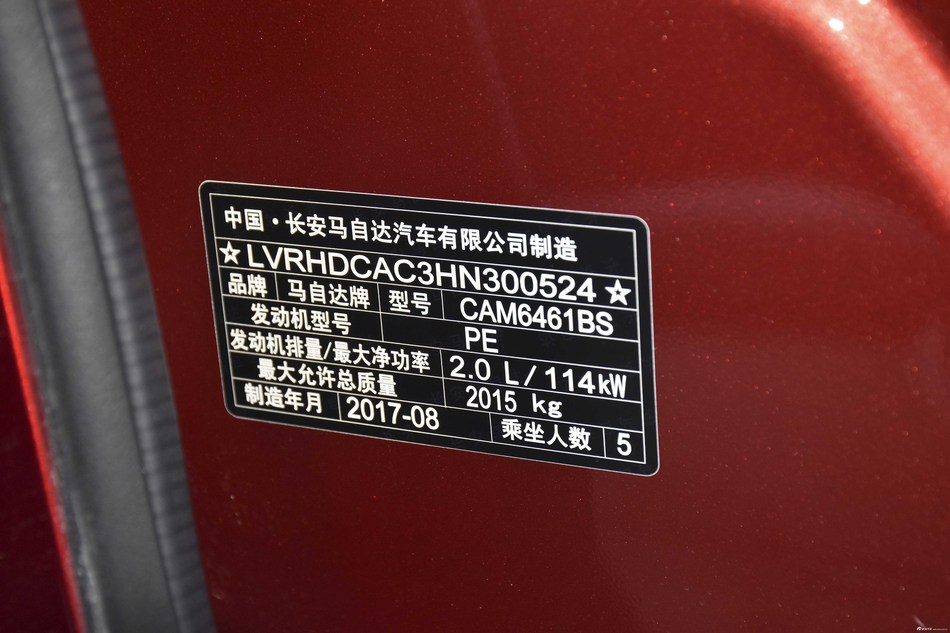 中国·长安马自达汽车有限公司制造
☆LVRHDCAC3HN300524☆
品牌 马自达牌 型号 CAM6461BS
发动机型号 PE
发动机排量/最大净功率 2.0 L/114kW
最大允许总质量 2015 kg
制造年月 2017-08 乘坐人数 5